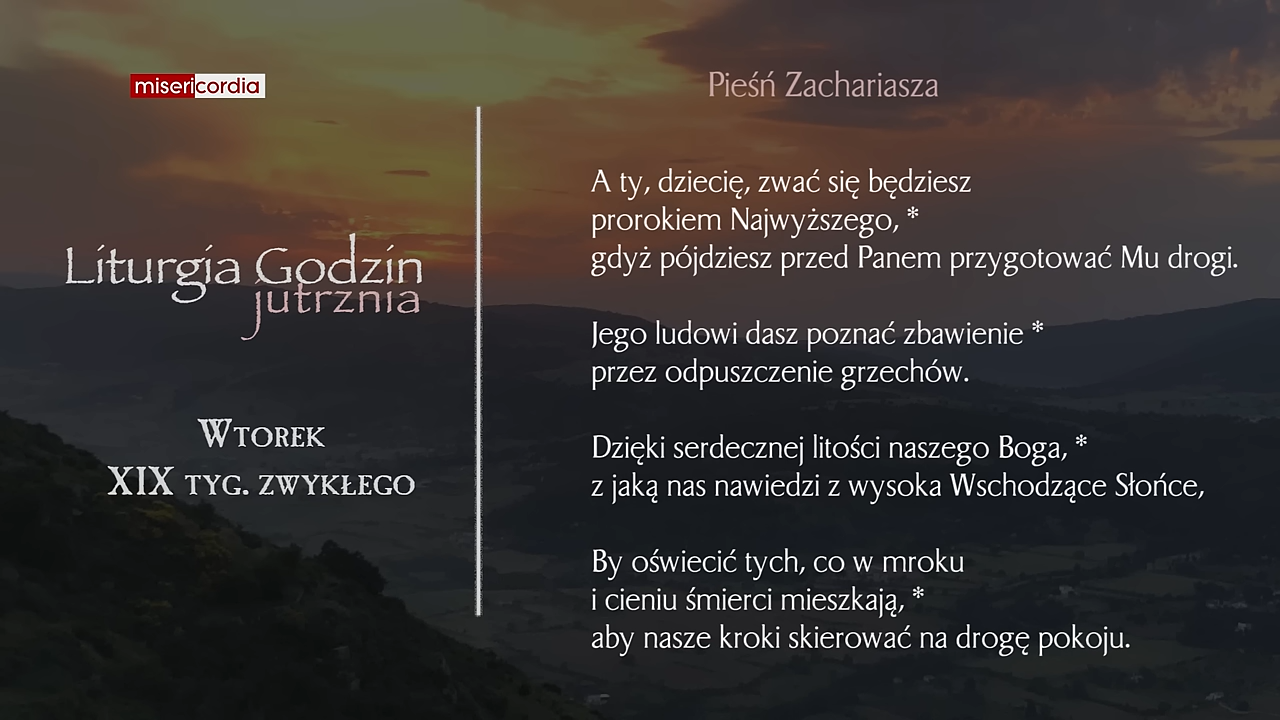 misericordia
Liturgia Godzin
jutrznia
Wtorek
XIX tyg. zwykłego
Pieśń Zachariasza
A ty, dziecię, zwać się będziesz
prorokiem Najwyższego, *
gdyż pójdziesz przed Panem przygotować Mu drogi.
Jego ludowi dasz poznać zbawienie *
przez odpuszczenie grzechów.
Dzięki serdecznej litości naszego Boga, *
z jaką nas nawiedzi z wysoka Wschodzące Słońce,
By oświecić tych, co w mroku
i cieniu śmierci mieszkają, *
aby nasze kroki skierować na drogę pokoju.